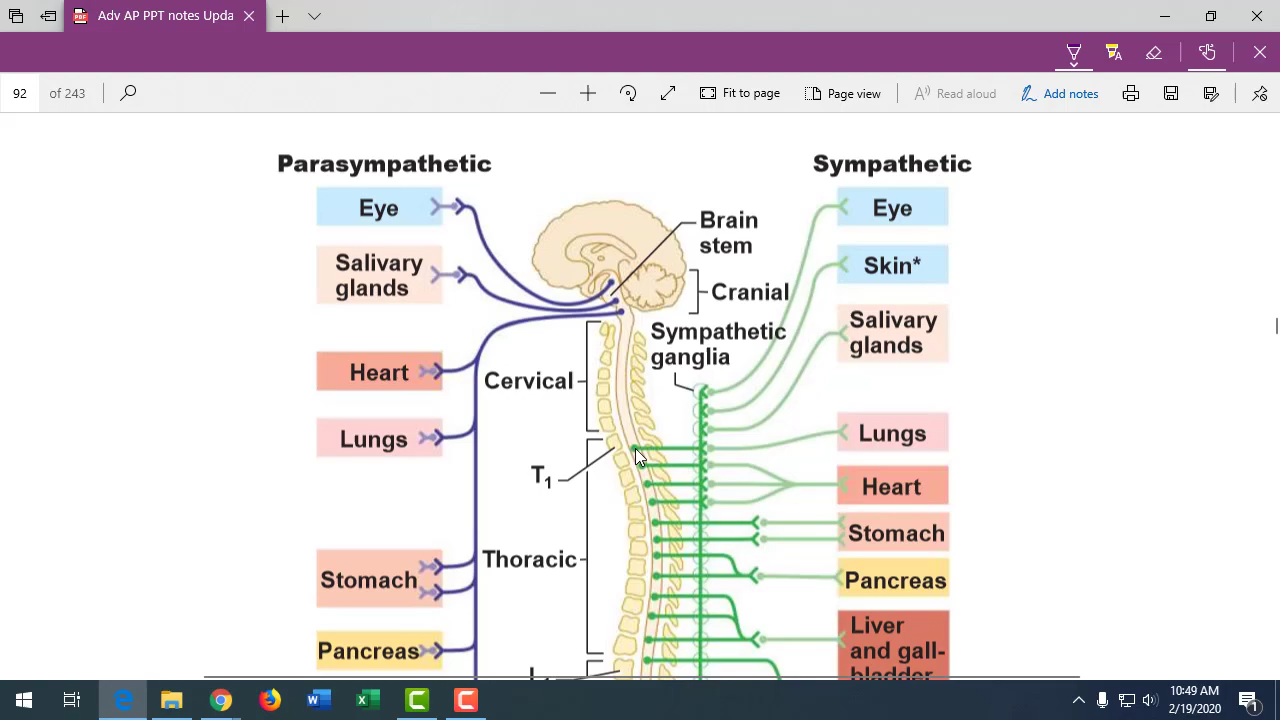 Adv AP PPT notes Upda
92 of 243
Fit to page
Page view
Read aloud
Add notes
Parasympathetic
Sympathetic
Eye
Salivary
glands
Heart
Lungs
Stomach
Pancreas
Brain
stem
Cranial
Sympathetic
ganglia
Cervical
T1
Thoracic
Eye
Skin*
Salivary
glands
Lungs
Heart
Stomach
Pancreas
Liver
and gall-
bladder
10:49 AM
2/19/2020